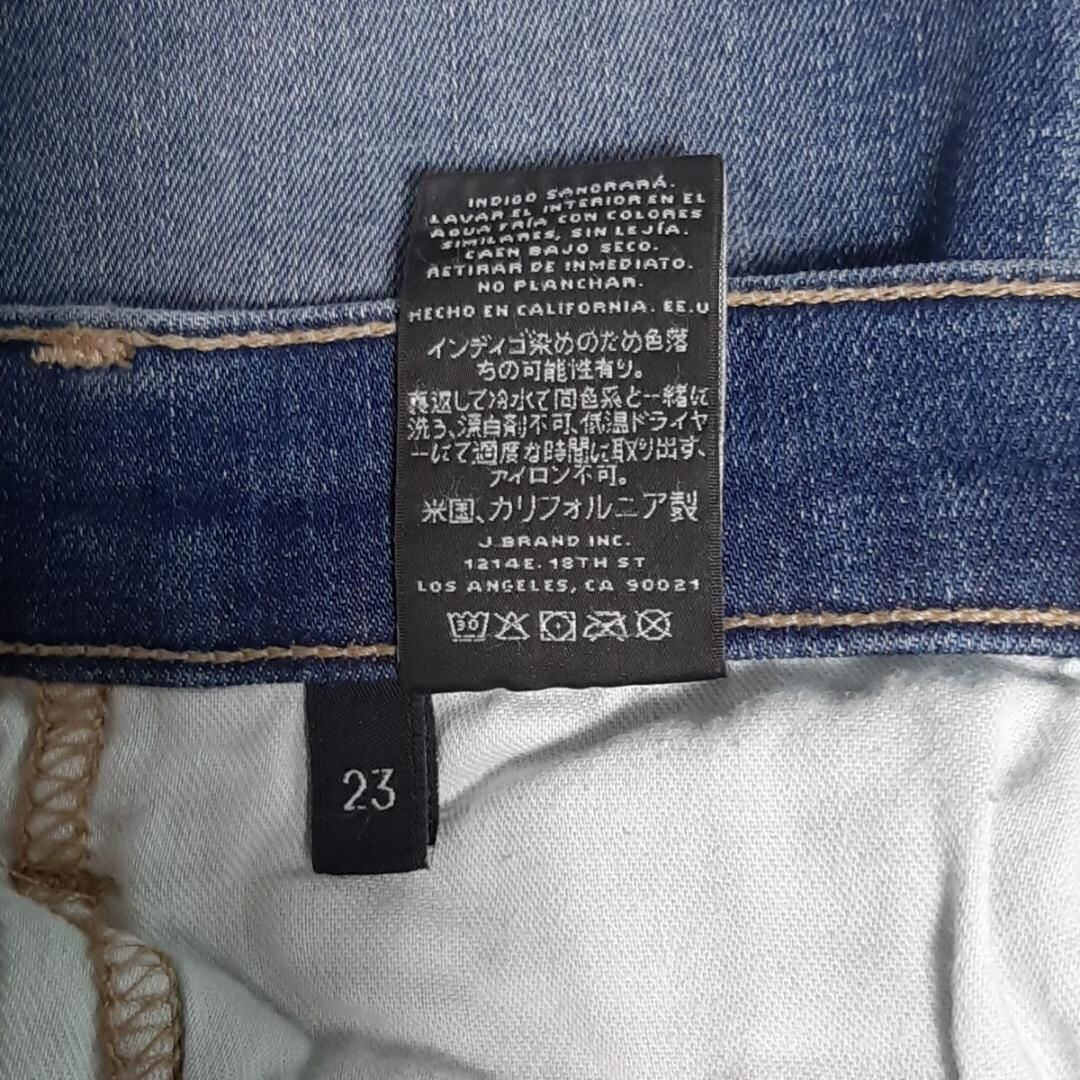 INDIGO SANGRARÁ.
LAVAR EL INTERIOR EN EL
AGUA FRÍA CON COLORES
SIMILARES, SIN LEJÍA.
CAEN BAJO SECO.
RETIRAR DE INMEDIATO.
NO PLANCHAR.
HECHO EN CALIFORNIA. EE.U
インディゴ染めのため色落
ちの可能性有り。
裏返して冷水で同色系と一緒に
洗う、漂白剤不可、低温ドライヤ
ーにて適度な時間に取り出す、
アイロン不可。
米国、カリフォルニア製
J BRAND INC.
1214E. 18TH ST
LOS ANGELES, CA 90021
23